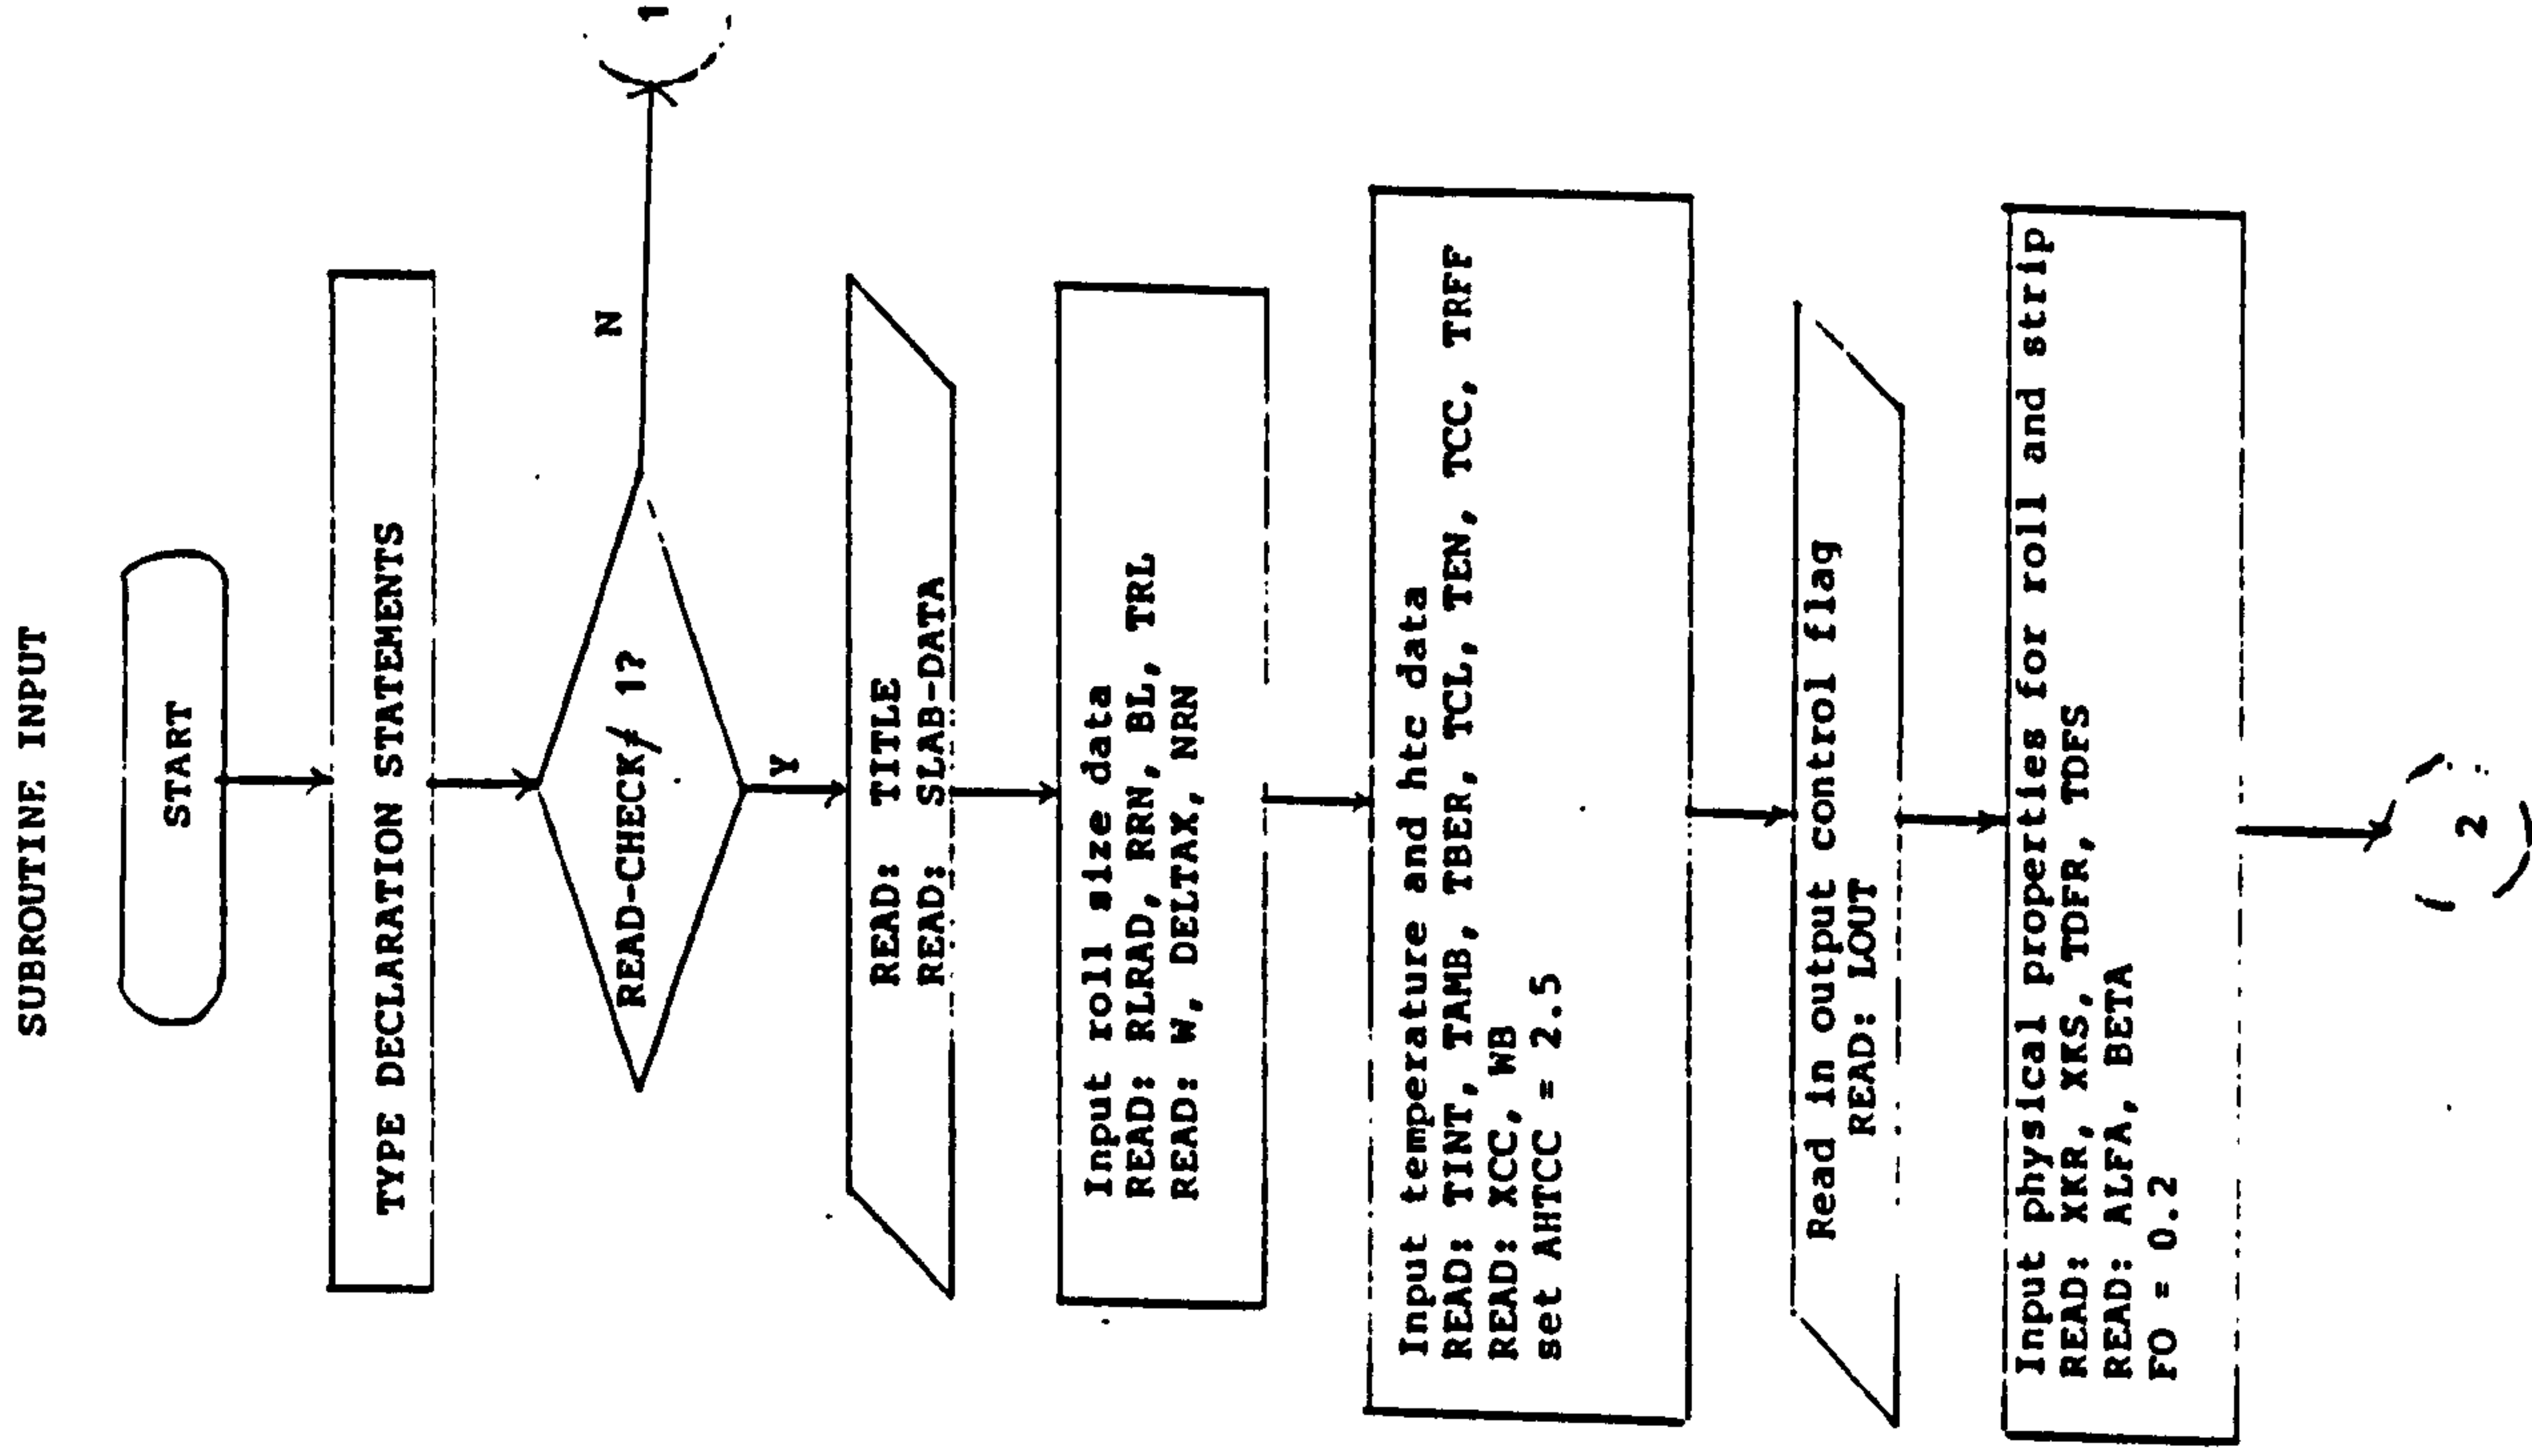 SUBROUTINE INPUT
START
TYPE DECLARATION STATEMENTS
READ-CHECK≠ 1?
N
1
Y
READ: TITLE
READ: SLAB-DATA
Input roll size data
READ: RLRAD, RRN, BL, TRL
READ: W, DELTAX, NRN
Input temperature and htc data
READ: TINT, TAMB, TBER, TCL, TEN, TCC, TRFF
READ: XCC, WB
set AHTCC = 2.5
Read in output control flag
READ: LOUT
Input physical properties for roll and strip
READ: XKR, XKS, TDFR, TDFS
READ: ALFA, BETA
FO = 0.2
2